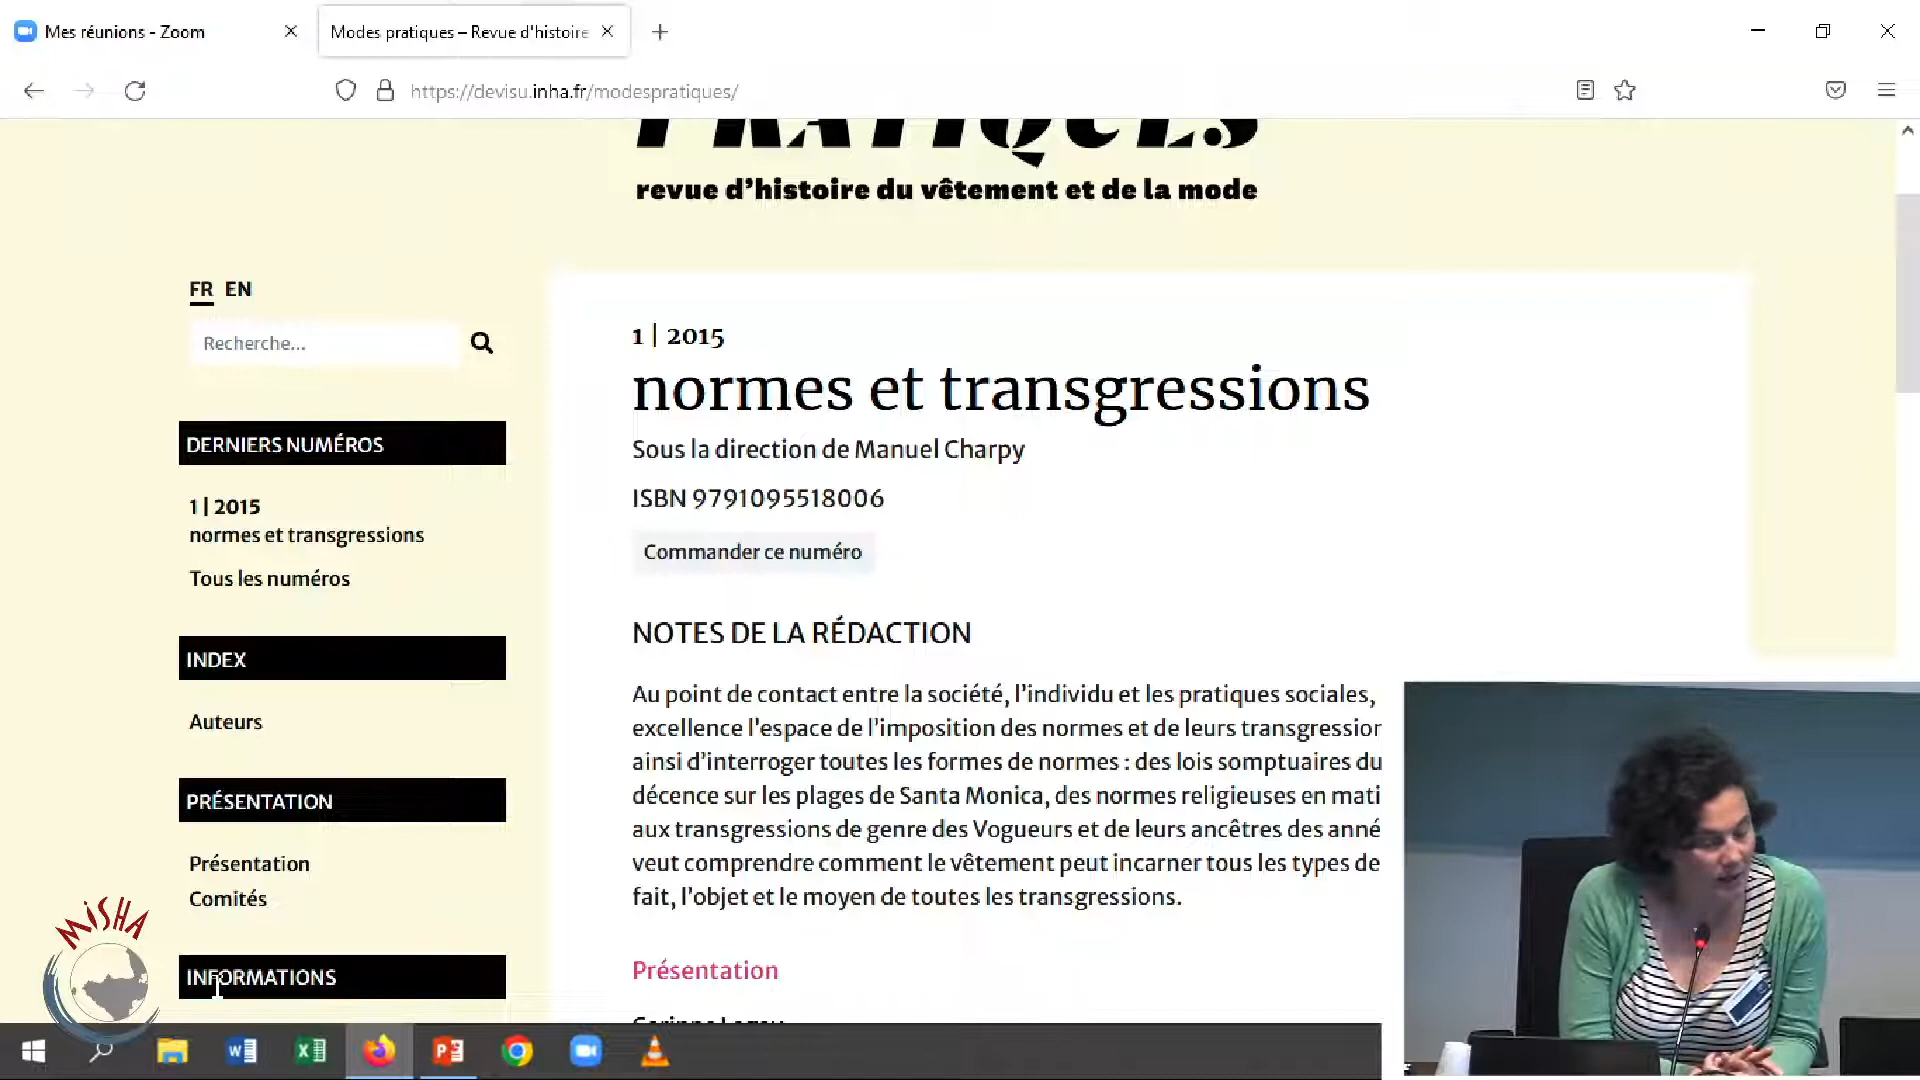 Mes réunions - Zoom
Modes pratiques – Revue d'histoire
https://devisu.inha.fr/modespratiques/
PRATIQUES
revue d'histoire du vêtement et de la mode
FR EN
Recherche...
DERNIERS NUMÉROS
1 | 2015
normes et transgressions
Tous les numéros
INDEX
Auteurs
PRÉSENTATION
Présentation
Comités
INFORMATIONS
1 | 2015
normes et transgressions
Sous la direction de Manuel Charpy
ISBN 9791095518006
Commander ce numéro
NOTES DE LA RÉDACTION
Au point de contact entre la société, l'individu et les pratiques sociales,
excellence l'espace de l'imposition des normes et de leurs transgression
ainsi d'interroger toutes les formes de normes : des lois somptuaires du
décence sur les plages de Santa Monica, des normes religieuses en mati
aux transgressions de genre des Vogueurs et de leurs ancêtres des anné
veut comprendre comment le vêtement peut incarner tous les types de
fait, l'objet et le moyen de toutes les transgressions.
Présentation
MISHA